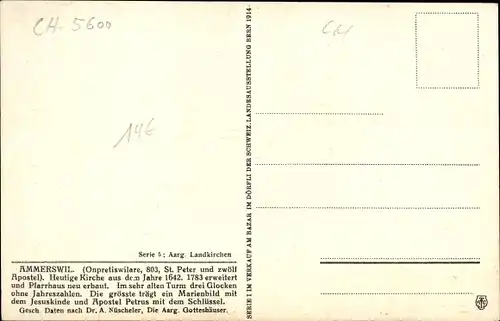 CH-5600
CH
14€
Serie 5: Aarg. Landkirchen
AMMERSWIL. (Onpretiswilare, 803, St. Peter und zwölf
Apostel). Heutige Kirche aus dem Jahre 1642. 1783 erweitert
und Pfarrhaus neu erbaut. Im sehr alten Turm drei Glocken
ohne Jahreszahlen. Die grösste trägt ein Marienbild mit
dem Jesuskinde und Apostel Petrus mit dem Schlüssel.
Gesch. Daten nach Dr. A. Nüscheler, Die Aarg. Gotteshäuser.
SERIE 1 IM VERKAUF AM BAZAR IM DÖRFLI DER SCHWEIZ. LANDESAUSSTELLUNG BERN 1914